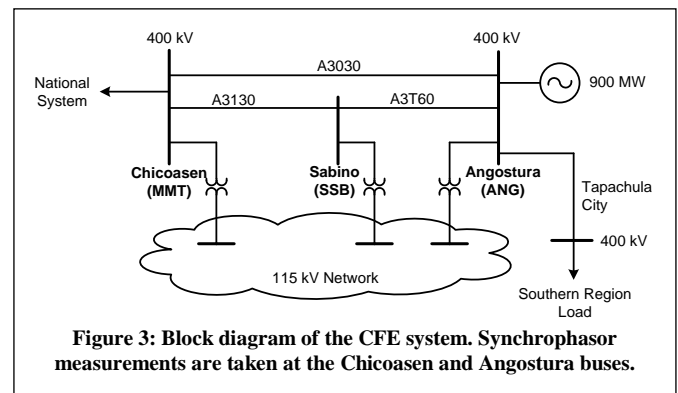 400 kV
400 kV
A3030
National
System
900 MW
A3130
A3T60
Chicoasen
(MMT)
Sabino
(SSB)
Angostura
(ANG)
Tapachula
City
400 kV
115 kV Network
Southern Region
Load
Figure 3: Block diagram of the CFE system. Synchrophasor
measurements are taken at the Chicoasen and Angostura buses.